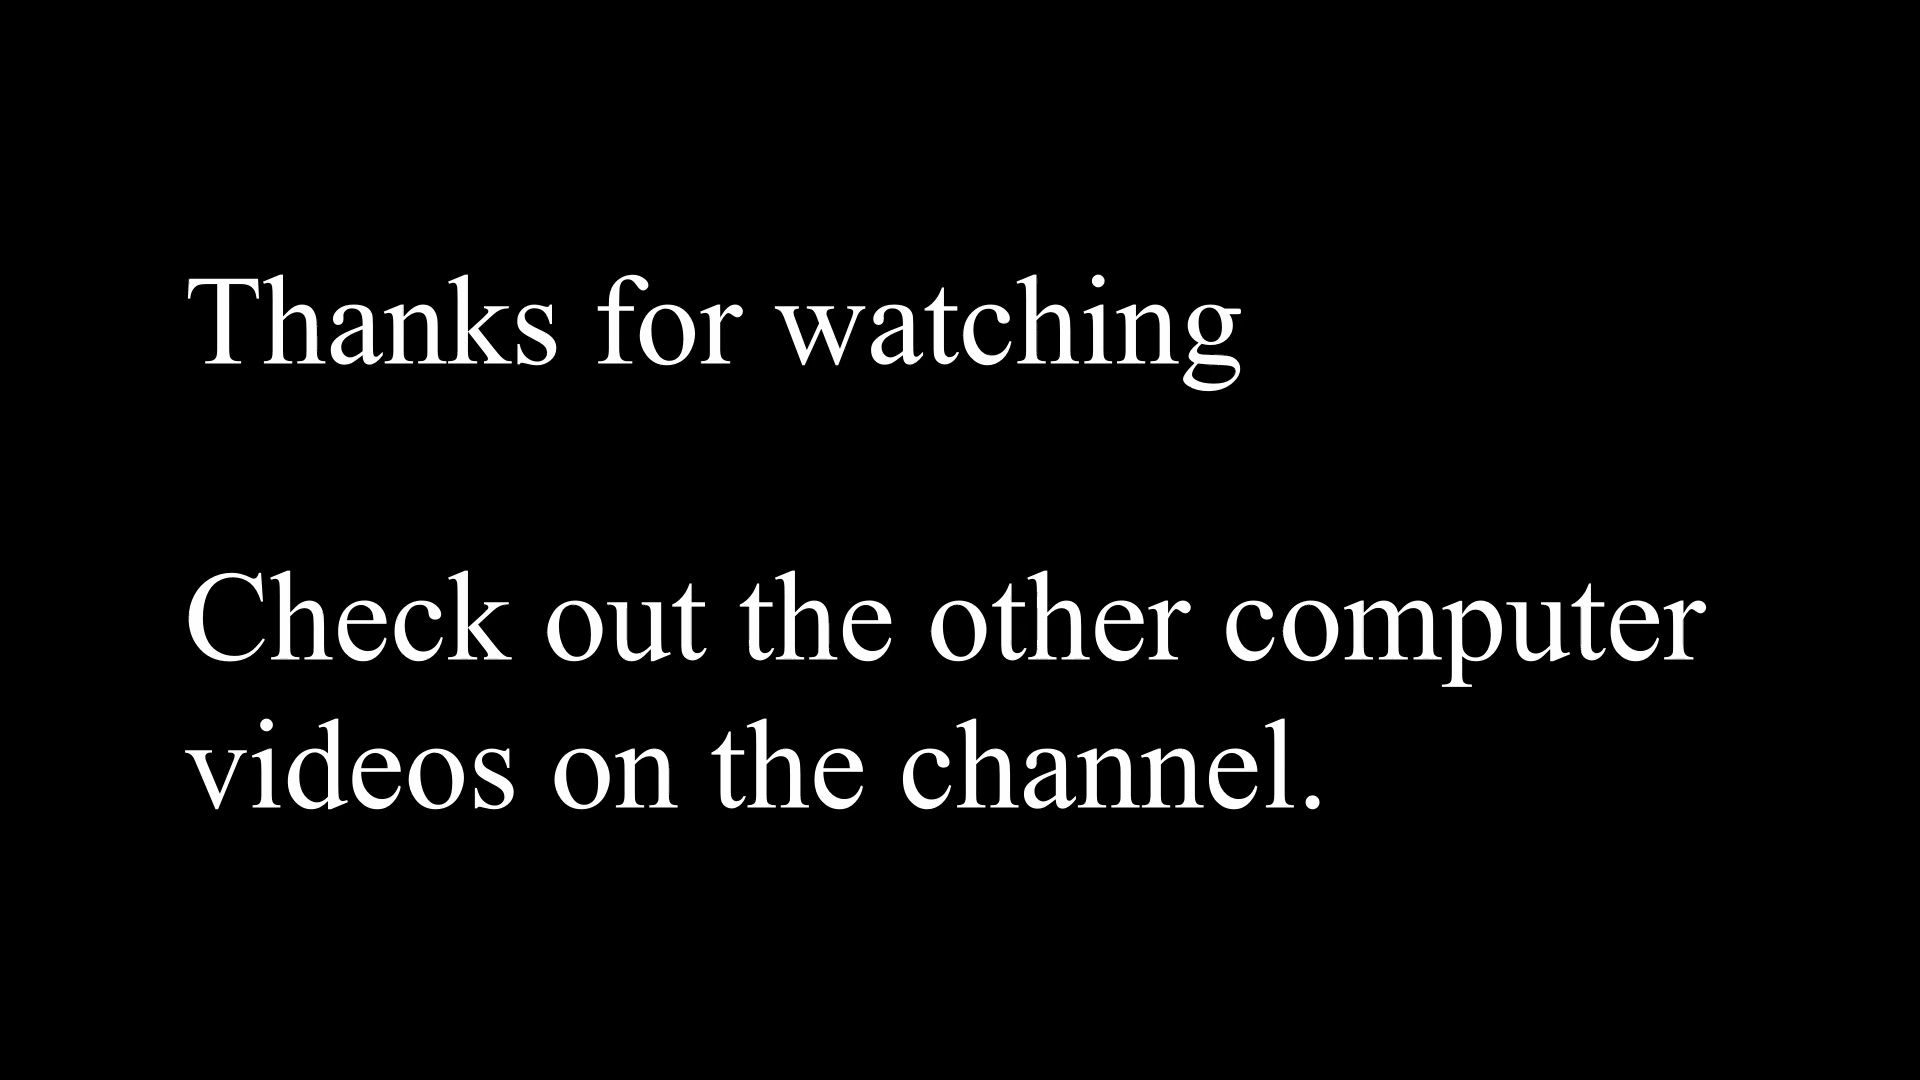 Thanks for watching
Check out the other computer
videos on the channel.